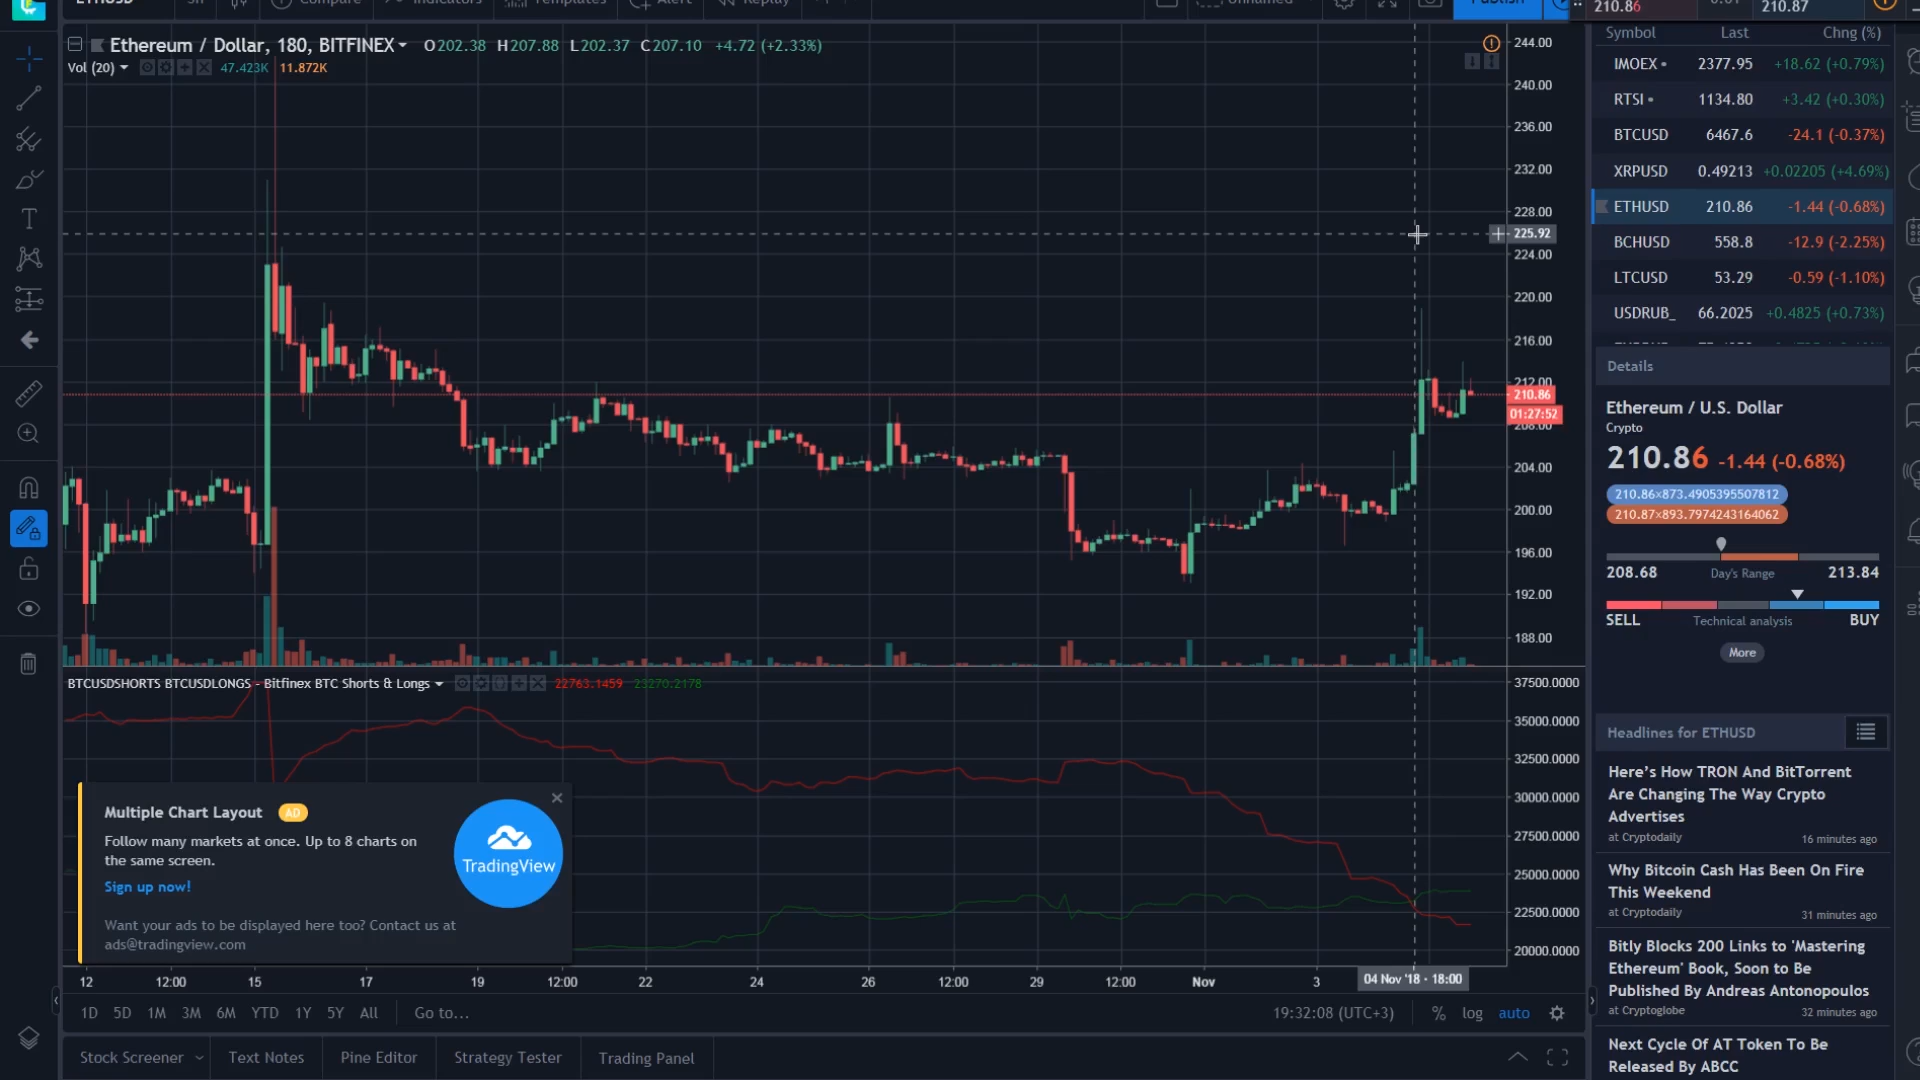 210.86
210.87
Ethereum / Dollar, 180, BITFINEX O202.38 H207.88 L202.37 C207.10 +4.72 (+2.33%)
Vol (20) 47.423K 11.872K
244.00
240.00
236.00
232.00
228.00
225.92
224.00
220.00
216.00
212.00
210.86
01:27:52
208.00
204.00
200.00
196.00
192.00
188.00
BTCUSDSHORTS BTCUSDLONGS - Bitfinex BTC Shorts & Longs 22763.1459 23270.2178
37500.0000
35000.0000
32500.0000
30000.0000
27500.0000
25000.0000
22500.0000
20000.0000
Multiple Chart Layout AD
Follow many markets at once. Up to 8 charts on
the same screen.
Sign up now!
Want your ads to be displayed here too? Contact us at
ads@tradingview.com
TradingView
12 12:00 15 17 19 12:00 22 24 26 12:00 29 12:00 Nov 3 04 Nov '18 - 18:00
1D 5D 1M 3M 6M YTD 1Y 5Y All Go to... 19:32:08 (UTC+3) % log auto
Stock Screener Text Notes Pine Editor Strategy Tester Trading Panel
Symbol Last Chng (%)
IMOEX 2377.95 +18.62 (+0.79%)
RTSI 1134.80 +3.42 (+0.30%)
BTCUSD 6467.6 -24.1 (-0.37%)
XRPUSD 0.49213 +0.02205 (+4.69%)
ETHUSD 210.86 -1.44 (-0.68%)
BCHUSD 558.8 -12.9 (-2.25%)
LTCUSD 53.29 -0.59 (-1.10%)
USDRUB_ 66.2025 +0.4825 (+0.73%)
Details
Ethereum / U.S. Dollar
Crypto
210.86 -1.44 (-0.68%)
210.86×873.4905395507812
210.87×893.7974243164062
208.68 Day's Range 213.84
SELL Technical analysis BUY
More
Headlines for ETHUSD
Here's How TRON And BitTorrent
Are Changing The Way Crypto
Advertises
at Cryptodaily 16 minutes ago
Why Bitcoin Cash Has Been On Fire
This Weekend
at Cryptodaily 31 minutes ago
Bitly Blocks 200 Links to 'Mastering
Ethereum' Book, Soon to Be
Published By Andreas Antonopoulos
at Cryptoglobe 32 minutes ago
Next Cycle Of AT Token To Be
Released By ABCC